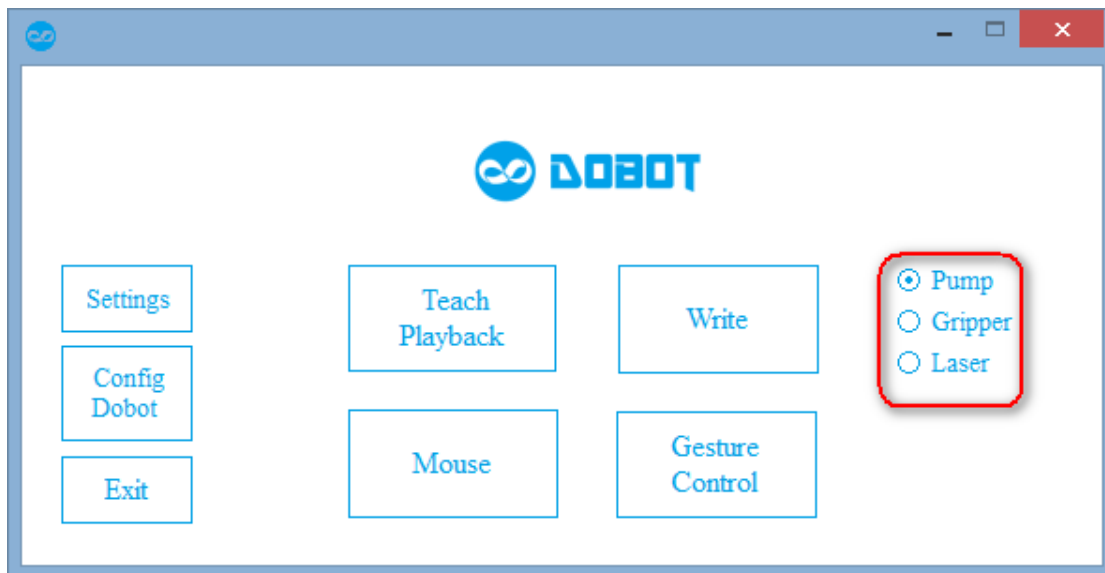 DOBOT
Settings
Config
Dobot
Exit
Teach
Playback
Write
Mouse
Gesture
Control
Pump
Gripper
Laser